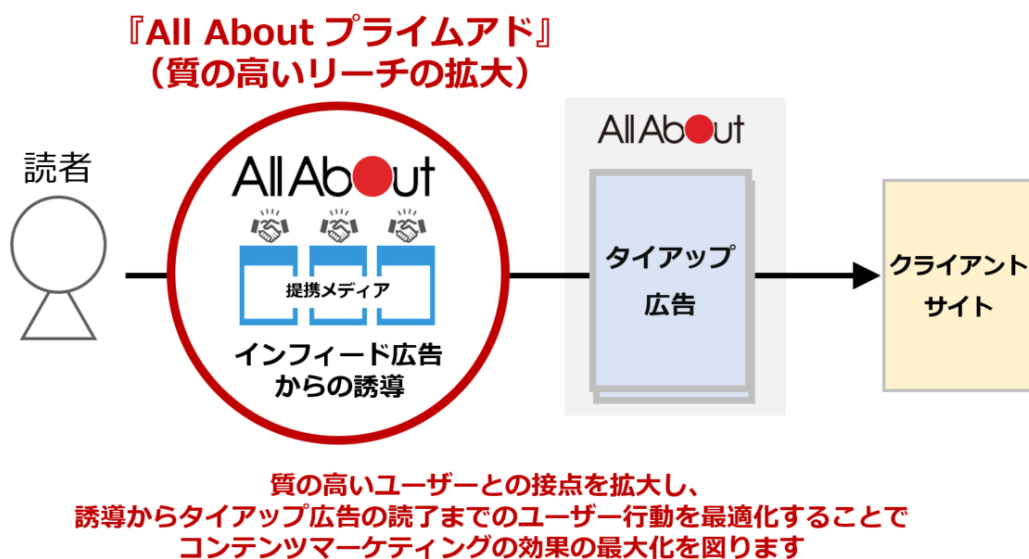 『All About プライムアド』
（質の高いリーチの拡大）
読者
All About
提携メディア
インフィード広告
からの誘導
All About
タイアップ
広告
クライアント
サイト
質の高いユーザーとの接点を拡大し、
誘導からタイアップ広告の読了までのユーザー行動を最適化することで
コンテンツマーケティングの効果の最大化を図ります